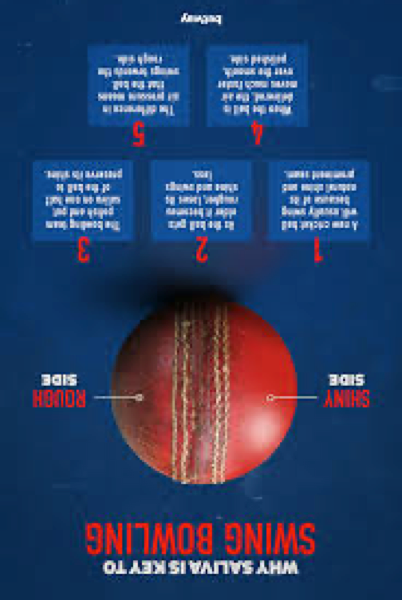 WHY SALIVA IS KEY TO
SWING BOWLING
SHINY
SIDE
ROUGH
SIDE
1
A new cricket ball
will usually swing
because of its
natural shine and
prominent seam.
2
As the ball gets
older it becomes
rougher, loses its
shine and swings
less.
3
The bowling team
polish and put
saliva on one half
of the ball to
preserve its shine.
4
When the ball is
delivered, the air
moves much faster
over the smooth,
polished side.
5
The difference in
air pressure means
that the ball
swings towards the
rough side.
betway